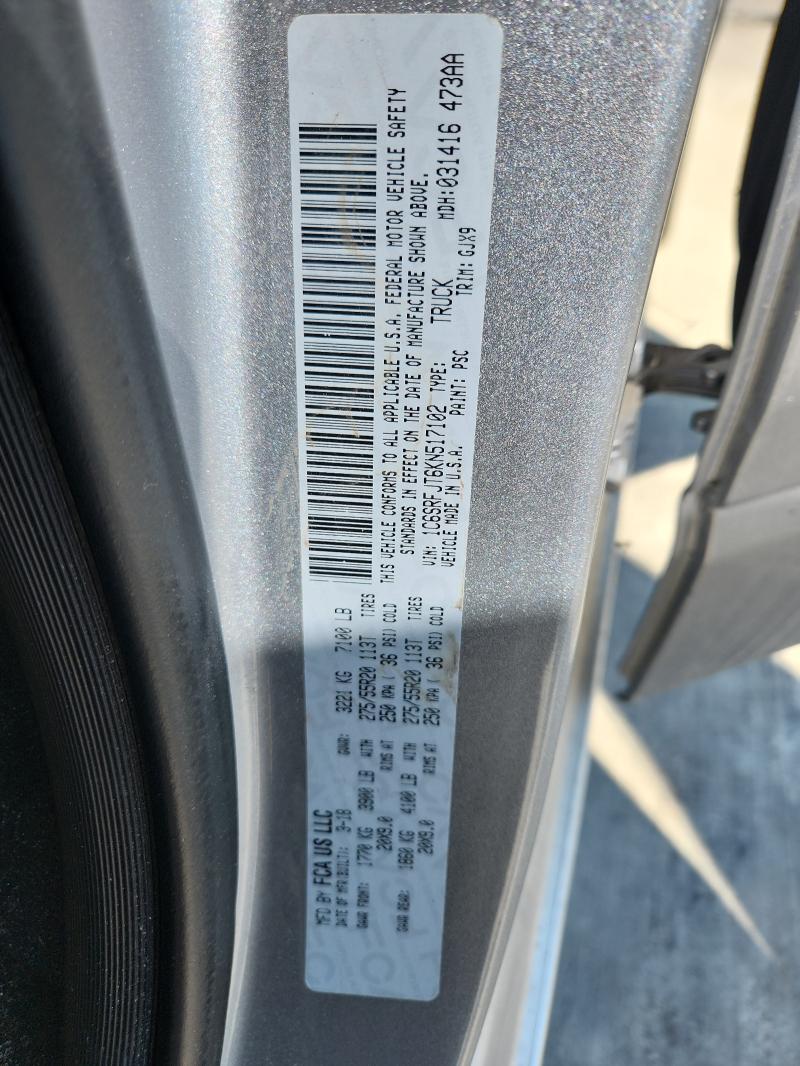 MFD BY FCA US LLC
DATE OF MFR(BUILT): 3-18 GVWR: 3221 KG 7100 LB
GAWR FRONT: 1770 KG 3900 LB WITH 275/55R20 113T TIRES
20X9.0 RIMS AT 250 KPA ( 36 PSI) COLD
GAWR REAR: 1860 KG 4100 LB WITH 275/55R20 113T TIRES
20X9.0 RIMS AT 250 KPA ( 36 PSI) COLD
THIS VEHICLE CONFORMS TO ALL APPLICABLE U.S.A. FEDERAL MOTOR VEHICLE SAFETY
STANDARDS IN EFFECT ON THE DATE OF MANUFACTURE SHOWN ABOVE.
VIN: 1C6SRFJT6KN517102 TYPE: TRUCK MDH:031416 473AA
VEHICLE MADE IN U.S.A. PAINT: PSC TRIM: GJX9